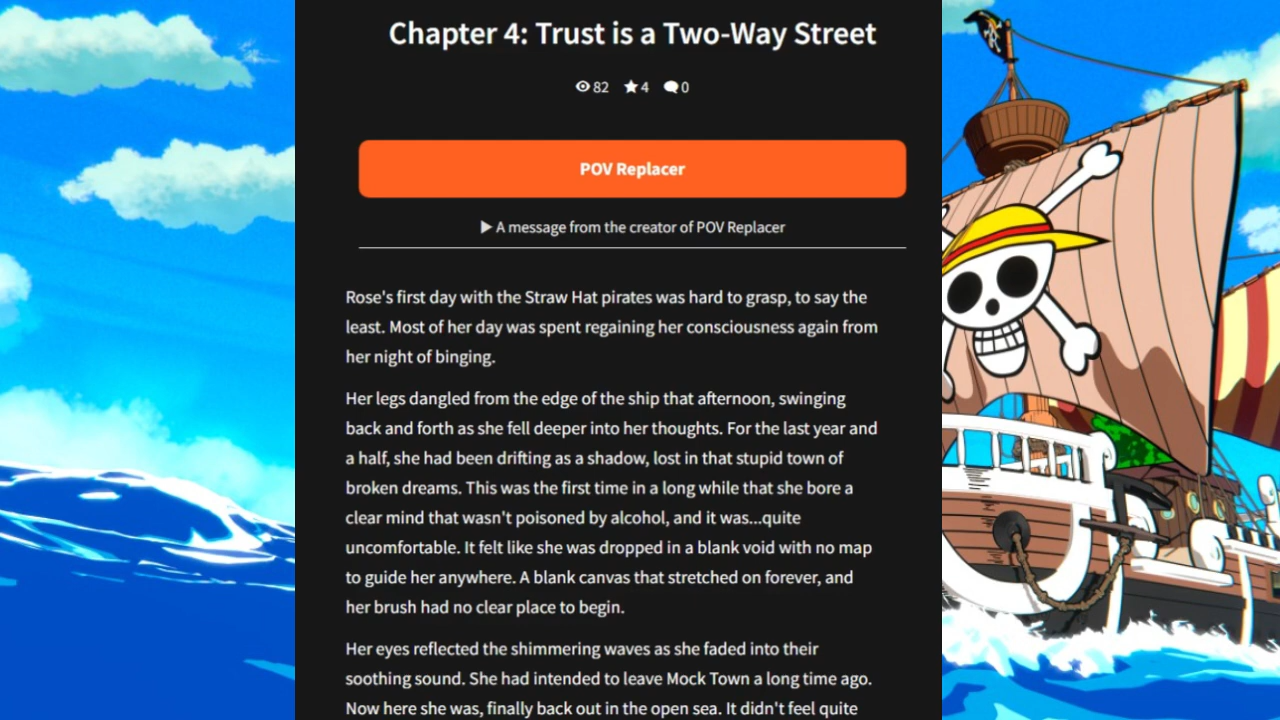 Chapter 4: Trust is a Two-Way Street
82 4 0
POV Replacer
▶ A message from the creator of POV Replacer
Rose's first day with the Straw Hat pirates was hard to grasp, to say the
least. Most of her day was spent regaining her consciousness again from
her night of binging.
Her legs dangled from the edge of the ship that afternoon, swinging
back and forth as she fell deeper into her thoughts. For the last year and
a half, she had been drifting as a shadow, lost in that stupid town of
broken dreams. This was the first time in a long while that she bore a
clear mind that wasn't poisoned by alcohol, and it was...quite
uncomfortable. It felt like she was dropped in a blank void with no map
to guide her anywhere. A blank canvas that stretched on forever, and
her brush had no clear place to begin.
Her eyes reflected the shimmering waves as she faded into their
soothing sound. She had intended to leave Mock Town a long time ago.
Now here she was, finally back out in the open sea. It didn't feel quite